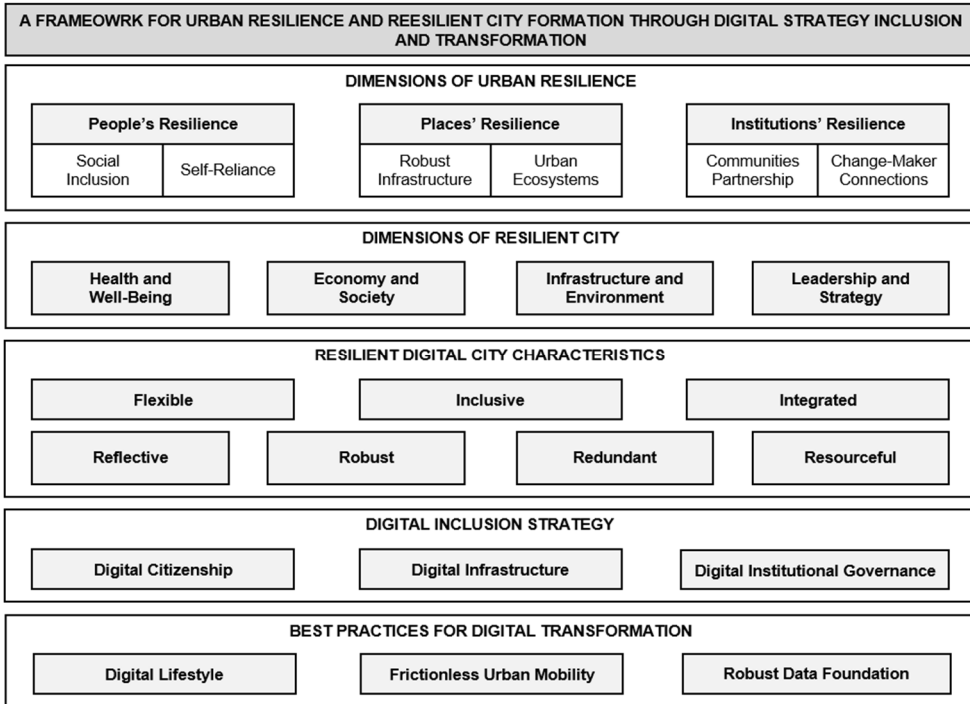 A FRAMEOWRK FOR URBAN RESILIENCE AND REESILIENT CITY FORMATION THROUGH DIGITAL STRATEGY INCLUSION
AND TRANSFORMATION
DIMENSIONS OF URBAN RESILIENCE
People's Resilience
Social
Inclusion
Self-Reliance
Places' Resilience
Robust
Infrastructure
Urban
Ecosystems
Institutions' Resilience
Communities
Partnership
Change-Maker
Connections
DIMENSIONS OF RESILIENT CITY
Health and
Well-Being
Economy and
Society
Infrastructure and
Environment
Leadership and
Strategy
RESILIENT DIGITAL CITY CHARACTERISTICS
Flexible
Inclusive
Integrated
Reflective
Robust
Redundant
Resourceful
DIGITAL INCLUSION STRATEGY
Digital Citizenship
Digital Infrastructure
Digital Institutional Governance
BEST PRACTICES FOR DIGITAL TRANSFORMATION
Digital Lifestyle
Frictionless Urban Mobility
Robust Data Foundation